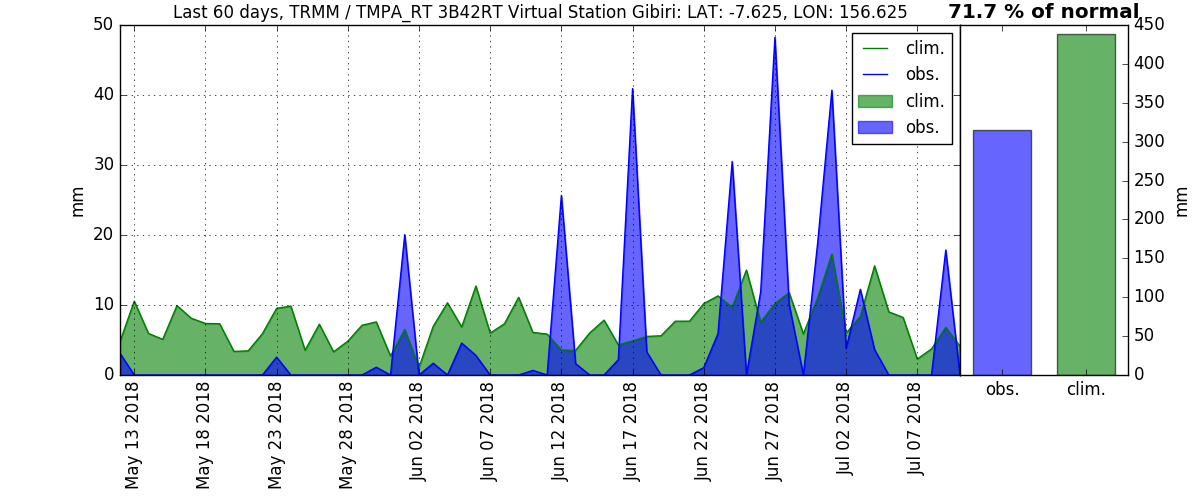 Last 60 days, TRMM / TMPA_RT 3B42RT Virtual Station Gibiri: LAT: -7.625, LON: 156.625
71.7 % of normal
50
40
30
20
10
0
mm
clim.
obs.
clim.
obs.
450
400
350
300
250
200
150
100
50
0
mm
obs.
clim.
May 13 2018
May 18 2018
May 23 2018
May 28 2018
Jun 02 2018
Jun 07 2018
Jun 12 2018
Jun 17 2018
Jun 22 2018
Jun 27 2018
Jul 02 2018
Jul 07 2018